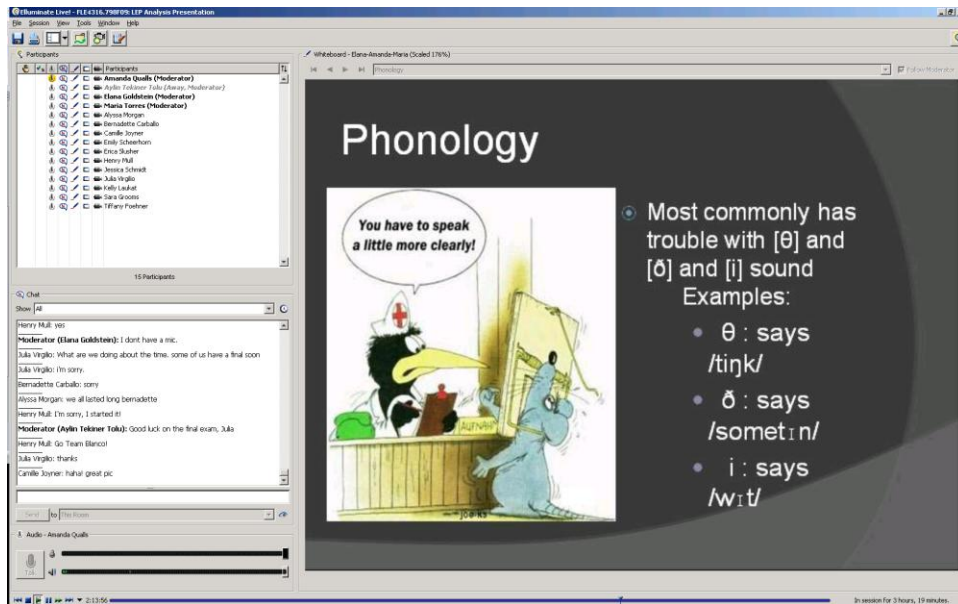 Elluminate Live! - FLE4316.798F09: LEP Analysis Presentation
File Session View Tools Window Help
Participants
Participants
Amanda Qualls (Moderator)
Aylin Tekiner Tolu (Away, Moderator)
Elana Goldstein (Moderator)
Maria Torres (Moderator)
Alyssa Morgan
Bernadette Carballo
Camille Joyner
Emily Scheerhorn
Erica Slusher
Henry Mull
Jessica Schmidt
Julia Virgilio
Kelly Laukat
Sara Grooms
Tiffany Poehner
15 Participants
Chat
Show All
Henry Mull: yes
Moderator (Elana Goldstein): I dont have a mic.
Julia Virgilio: What are we doing about the time. some of us have a final soon
Julia Virgilio: i'm sorry.
Bernadette Carballo: sorry
Alyssa Morgan: we all lasted long bernadette
Henry Mull: I'm sorry, I started it!
Moderator (Aylin Tekiner Tolu): Good luck on the final exam, Julia
Henry Mull: Go Team Blanco!
Julia Virgilio: thanks
Camille Joyner: haha! great pic
Send to This Room
Audio - Amanda Qualls
Talk
2:13:56
In session for 3 hours, 19 minutes.
Whiteboard - Elana-Amanda-Maria (Scaled 176%)
Phonology
Follow Moderator
Phonology
You have to speak
a little more clearly!
AUFNAH
Most commonly has
trouble with [θ] and
[ð] and [i] sound
Examples:
θ : says
/tiŋk/
ð : says
/sometɪn/
i : says
/wɪt/